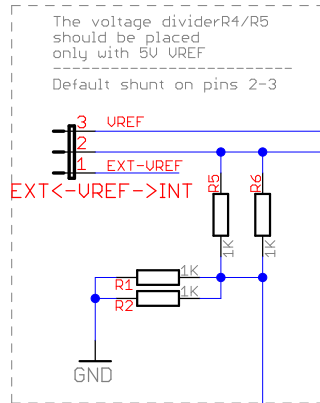 The voltage dividerR4/R5
should be placed
only with 5V VREF
Default shunt on pins 2-3
3 VREF
2
1 EXT-VREF
EXT<-VREF->INT
R5
R6
1K
1K
R1
1K
R2
1K
GND